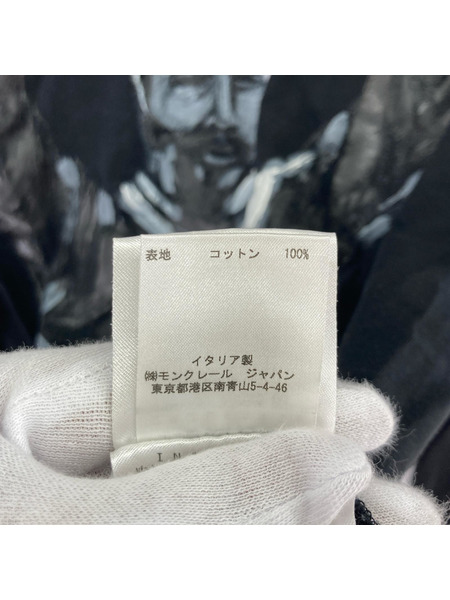 表地 コットン 100%
イタリア製
㈱モンクレール ジャパン
東京都港区南青山5-4-46
I N